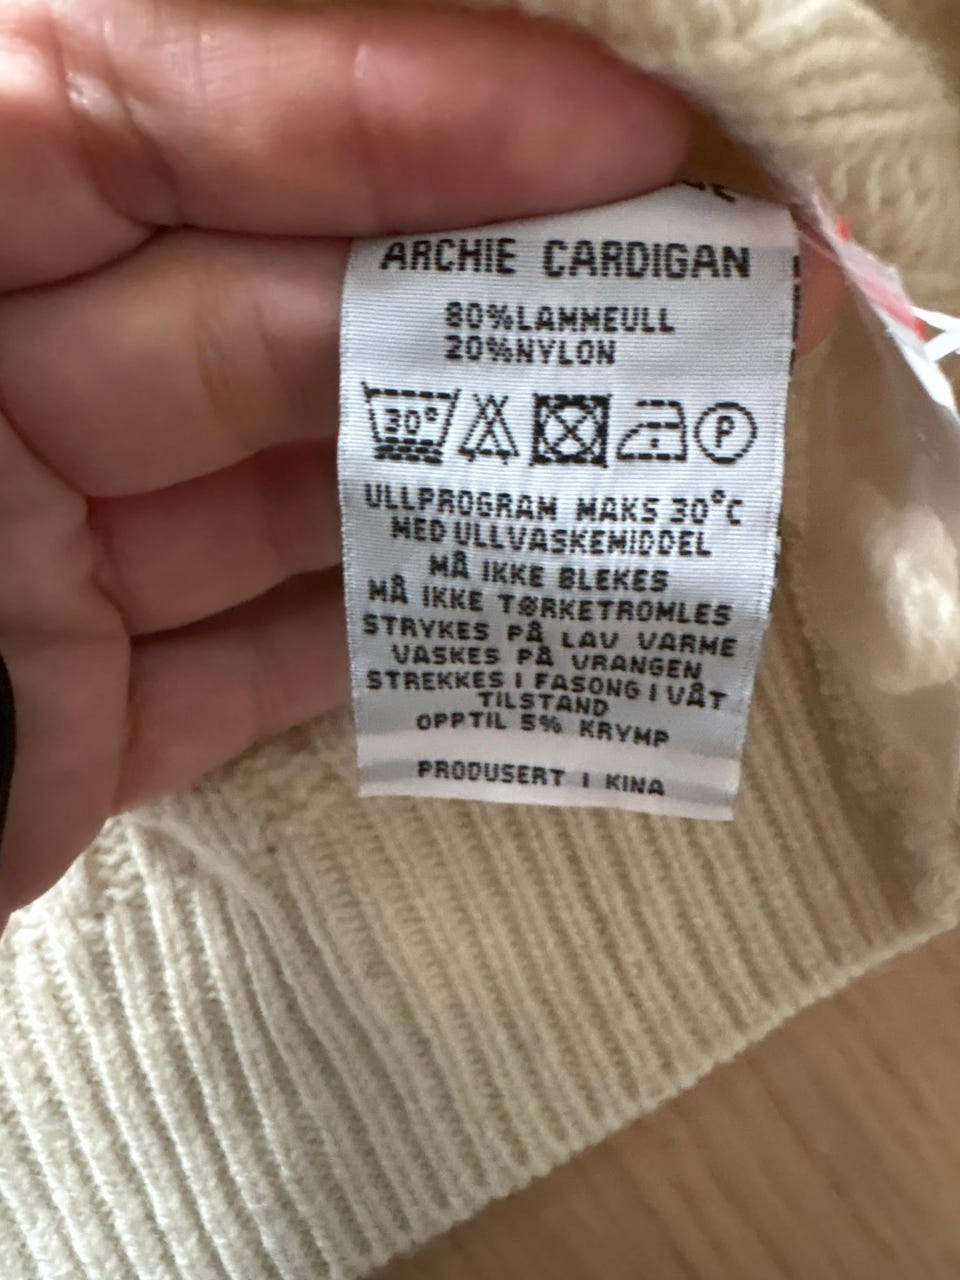 ARCHIE CARDIGAN
80%LAMMEULL
20%NYLON
30° P
ULLPROGRAM MAKS 30°C
MED ULLVASKEMIDDEL
MÅ IKKE BLEKES
MÅ IKKE TØRKETROMLES
STRYKES PÅ LAV VARME
VASKES PÅ VRANGEN
STREKKES I FASONG I VÅT
TILSTAND
OPPTIL 5% KRYMP
PRODUSERT I KINA